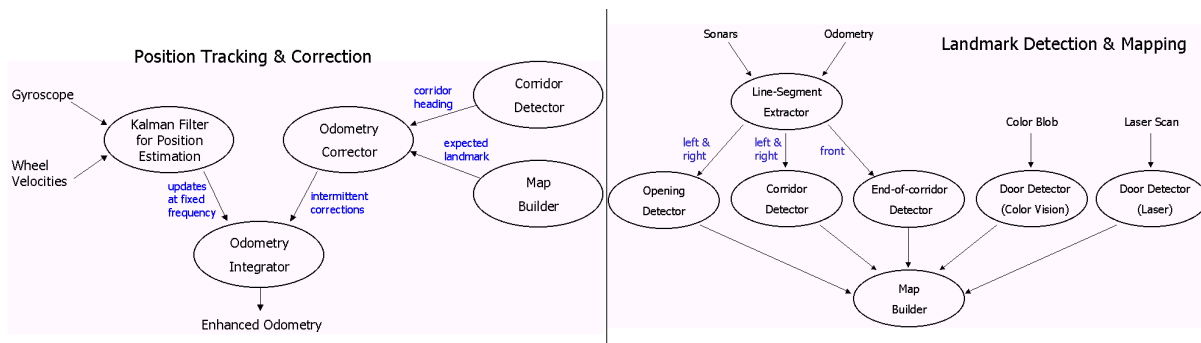 Position Tracking & Correction
Gyroscope
Wheel
Velocities
Kalman Filter
for Position
Estimation
Odometry
Corrector
corridor
heading
Corridor
Detector
expected
landmark
Map
Builder
updates
at fixed
frequency
intermittent
corrections
Odometry
Integrator
Enhanced Odometry
Landmark Detection & Mapping
Sonars
Odometry
Line-Segment
Extractor
left &
right
left &
right
front
Color Blob
Laser Scan
Opening
Detector
Corridor
Detector
End-of-corridor
Detector
Door Detector
(Color Vision)
Door Detector
(Laser)
Map
Builder